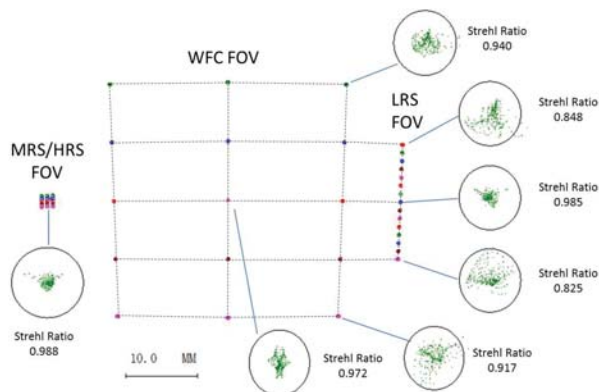 WFC FOV
Strehl Ratio
0.940
LRS
FOV
Strehl Ratio
0.848
MRS/HRS
FOV
Strehl Ratio
0.985
Strehl Ratio
0.825
Strehl Ratio
0.988
10.0 MM
Strehl Ratio
0.972
Strehl Ratio
0.917